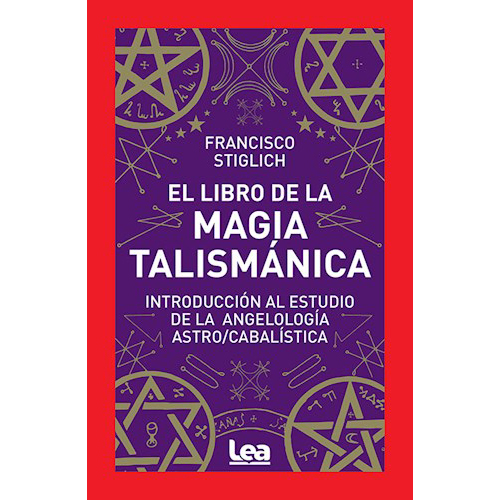 FRANCISCO
STIGLICH
EL LIBRO DE LA
MAGIA
TALISMÁNICA
INTRODUCCIÓN AL ESTUDIO
DE LA ANGELOLOGÍA
ASTRO/CABALÍSTICA
Lea